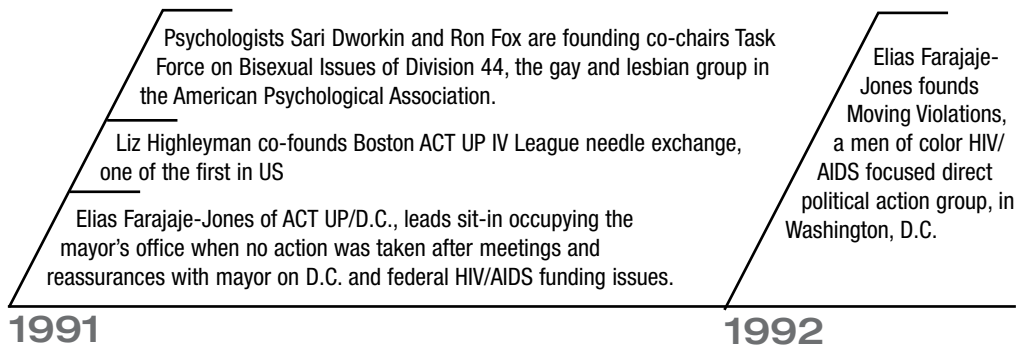 Psychologists Sari Dworkin and Ron Fox are founding co-chairs Task
Force on Bisexual Issues of Division 44, the gay and lesbian group in
the American Psychological Association.
Liz Highleyman co-founds Boston ACT UP IV League needle exchange,
one of the first in US
Elias Farajaje-Jones of ACT UP/D.C., leads sit-in occupying the
mayor’s office when no action was taken after meetings and
reassurances with mayor on D.C. and federal HIV/AIDS funding issues.
1991
Elias Farajaje-
Jones founds
Moving Violations,
a men of color HIV/
AIDS focused direct
political action group, in
Washington, D.C.
1992